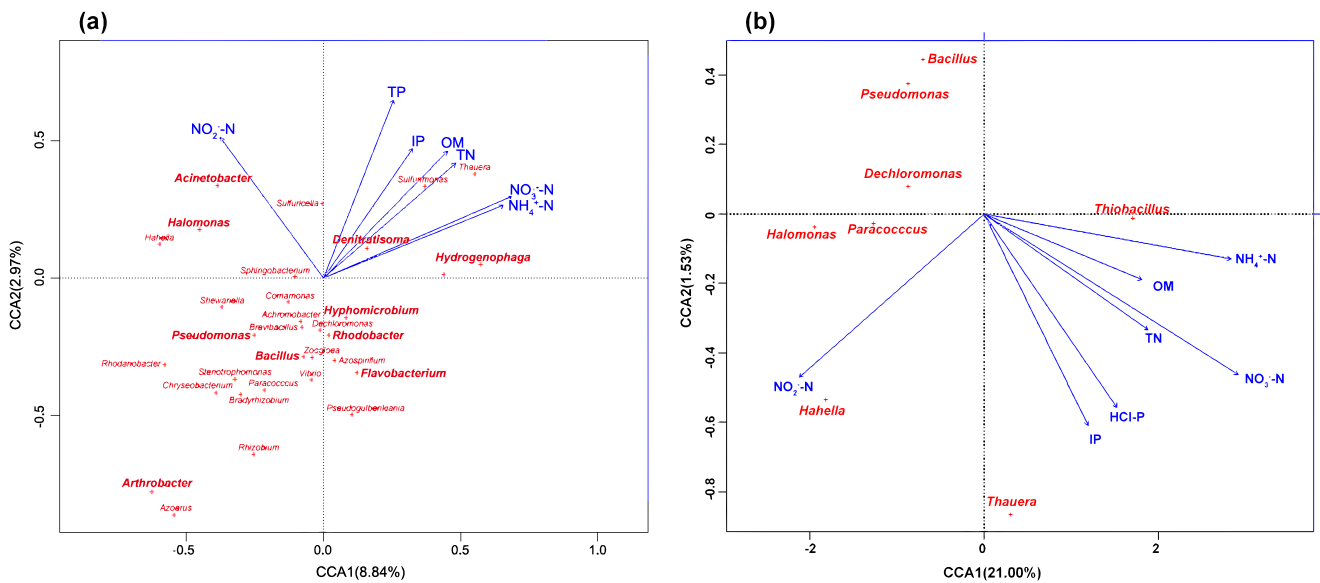 (a)
TP
NO₂⁻-N
IP
OM
TN
Thauera
Acinetobacter
Sulfurimonas
NO₃⁻-N
Sulfuricella
NH₄⁺-N
Halomonas
Hahella
Denitratisoma
Hydrogenophaga
Sphingobacterium
Shewanella
Comamonas
Hyphomicrobium
Achromobacter
Brevibacillus
Dechloromonas
Pseudomonas
Rhodobacter
Zoogloea
Bacillus
Azospirillum
Rhodanobacter
Stenotrophomonas
Vibrio
Flavobacterium
Chryseobacterium
Paracoccus
Bradyrhizobium
Pseudogulbenkiania
Rhizobium
Arthrobacter
Azoarus
0.5
0.0
-0.5
CCA2(2.97%)
-0.5
0.0
0.5
1.0
CCA1(8.84%)
(b)
Bacillus
Pseudomonas
Dechloromonas
Thiobacillus
Halomonas
Paracocccus
NH₄⁺-N
OM
TN
NO₂⁻-N
NO₃⁻-N
Hahella
HCl-P
IP
Thauera
0.4
0.2
0
-0.2
-0.4
-0.6
-0.8
CCA2(1.53%)
-2
0
2
CCA1(21.00%)